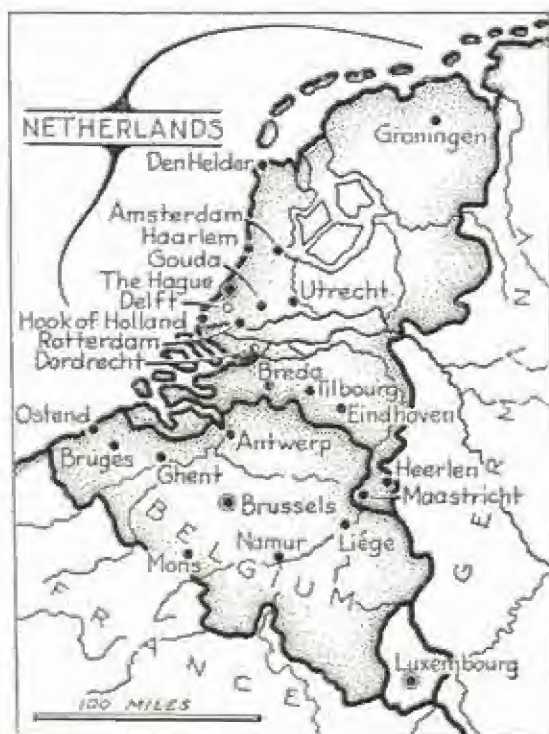 NETHERLANDS
Groningen
Den Helder
Amsterdam
Haarlem
Gouda
The Hague
Delft
Utrecht
Hook of Holland
Rotterdam
Dordrecht
Breda
Tilbourg
Eindhoven
Ostend
Antwerp
Bruges
Ghent
Heerlen
Maastricht
Brussels
Liége
Namur
Mons
BELGIUM
FRANCE
GERMAN
Luxembourg
100 MILES